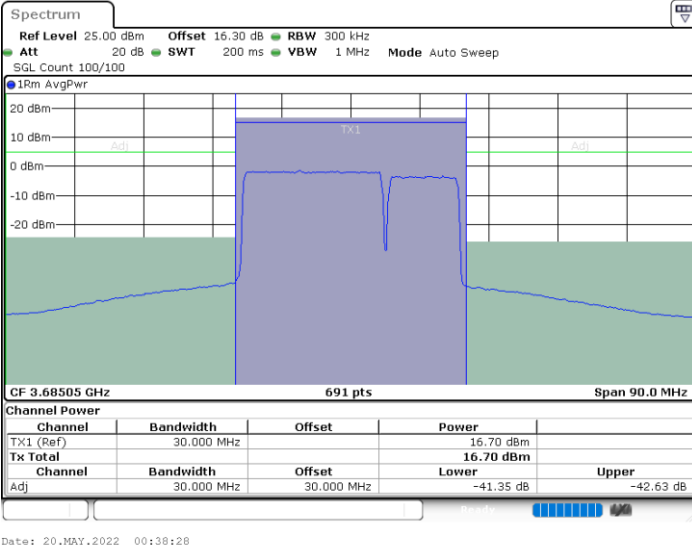 Spectrum
Ref Level 25.00 dBm Offset 16.30 dB RBW 300 kHz
Att 20 dB SWT 200 ms VBW 1 MHz Mode Auto Sweep
SGL Count 100/100
1Rm AvgPwr
20 dBm
TX1
10 dBm
Adj Adj
0 dBm
-10 dBm
-20 dBm
CF 3.68505 GHz 691 pts Span 90.0 MHz
Channel Power
Channel Bandwidth Offset Power
TX1 (Ref) 30.000 MHz 16.70 dBm
Tx Total 16.70 dBm
Channel Bandwidth Offset Lower Upper
Adj 30.000 MHz 30.000 MHz -41.35 dB -42.63 dB
Ready
Date: 20.MAY.2022 00:38:28